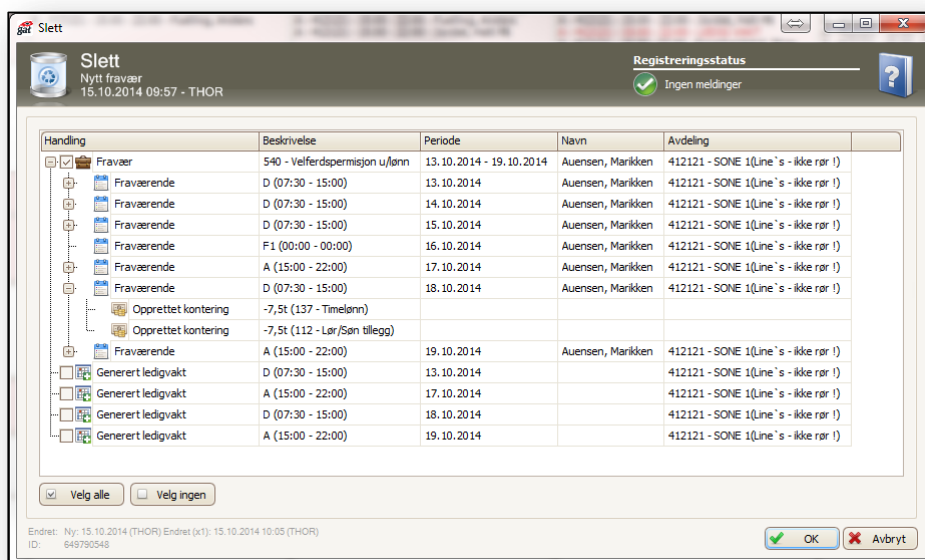 gat Slett
Slett
Nytt fravær
15.10.2014 09:57 - THOR
Registreringsstatus
Ingen meldinger
Handling Beskrivelse Periode Navn Avdeling
Fravær 540 - Velferdspermisjon u/lønn 13.10.2014 - 19.10.2014 Auensen, Marikken 412121 - SONE 1(Line`s - ikke rør !)
Fraværende D (07:30 - 15:00) 13.10.2014 Auensen, Marikken 412121 - SONE 1(Line`s - ikke rør !)
Fraværende D (07:30 - 15:00) 14.10.2014 Auensen, Marikken 412121 - SONE 1(Line`s - ikke rør !)
Fraværende D (07:30 - 15:00) 15.10.2014 Auensen, Marikken 412121 - SONE 1(Line`s - ikke rør !)
Fraværende F1 (00:00 - 00:00) 16.10.2014 Auensen, Marikken 412121 - SONE 1(Line`s - ikke rør !)
Fraværende A (15:00 - 22:00) 17.10.2014 Auensen, Marikken 412121 - SONE 1(Line`s - ikke rør !)
Fraværende D (07:30 - 15:00) 18.10.2014 Auensen, Marikken 412121 - SONE 1(Line`s - ikke rør !)
Opprettet kontering -7,5t (137 - Timelønn)
Opprettet kontering -7,5t (112 - Lør/Søn tillegg)
Fraværende A (15:00 - 22:00) 19.10.2014 Auensen, Marikken 412121 - SONE 1(Line`s - ikke rør !)
Generert ledigvakt D (07:30 - 15:00) 13.10.2014 412121 - SONE 1(Line`s - ikke rør !)
Generert ledigvakt A (15:00 - 22:00) 17.10.2014 412121 - SONE 1(Line`s - ikke rør !)
Generert ledigvakt D (07:30 - 15:00) 18.10.2014 412121 - SONE 1(Line`s - ikke rør !)
Generert ledigvakt A (15:00 - 22:00) 19.10.2014 412121 - SONE 1(Line`s - ikke rør !)
Velg alle Velg ingen
Endret: Ny: 15.10.2014 (THOR) Endret (x1): 15.10.2014 10:05 (THOR)
ID: 649790548
OK Avbryt